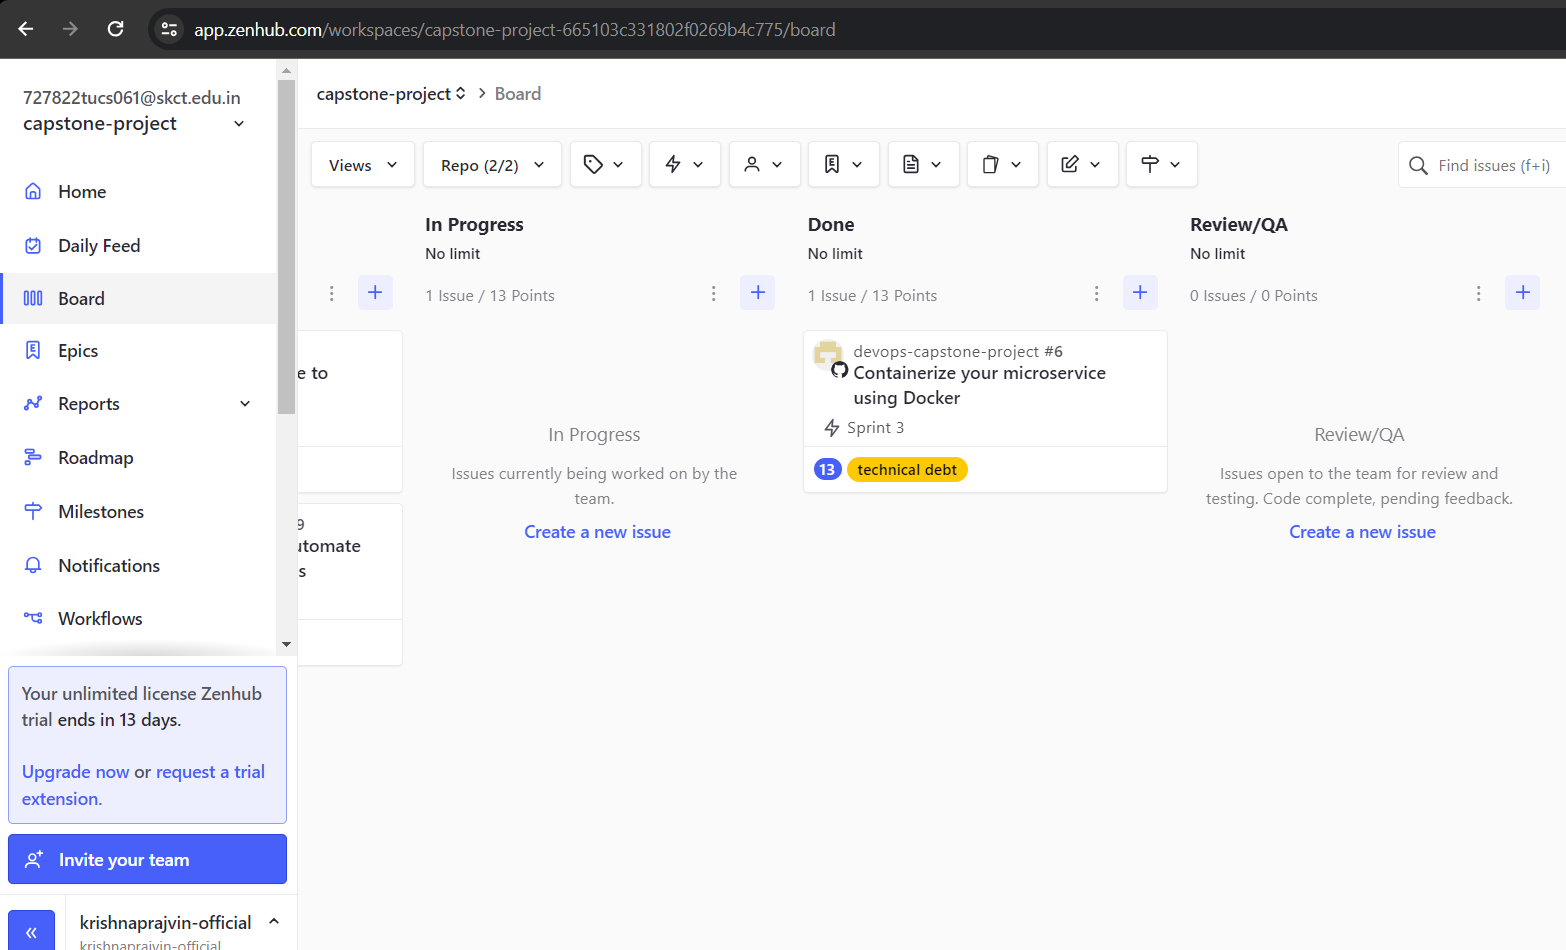 app.zenhub.com/workspaces/capstone-project-665103c331802f0269b4c775/board
727822tucs061@skct.edu.in
capstone-project
Home
Daily Feed
Board
Epics
Reports
Roadmap
Milestones
Notifications
Workflows
Your unlimited license Zenhub
trial ends in 13 days.
Upgrade now or request a trial
extension.
Invite your team
krishnaprajvin-official
krishnaprajvin-official
capstone-project > Board
Views
Repo (2/2)
Find issues (f+i)
e to
9
utomate
s
In Progress
No limit
1 Issue / 13 Points
In Progress
Issues currently being worked on by the
team.
Create a new issue
Done
No limit
1 Issue / 13 Points
devops-capstone-project #6
Containerize your microservice
using Docker
Sprint 3
13 technical debt
Review/QA
No limit
0 Issues / 0 Points
Review/QA
Issues open to the team for review and
testing. Code complete, pending feedback.
Create a new issue